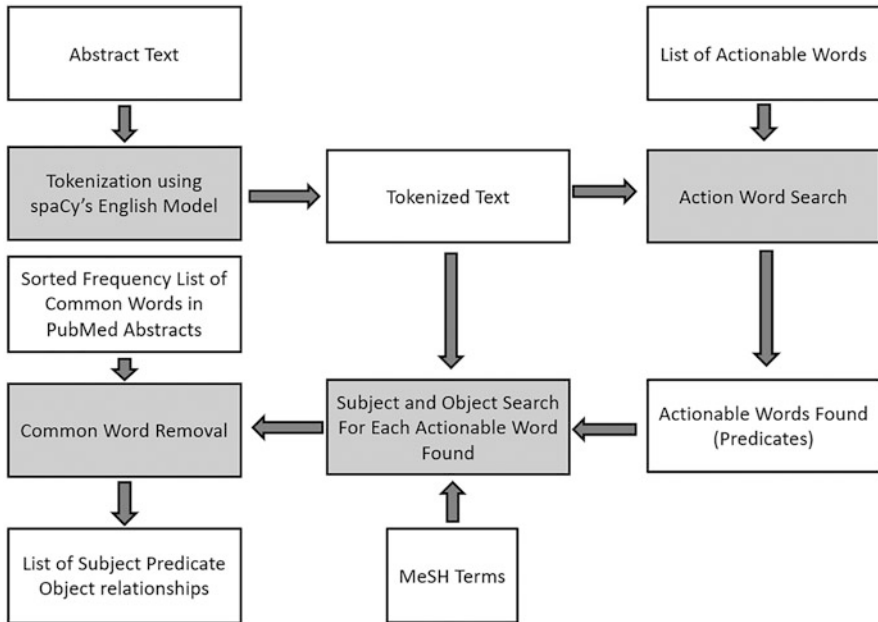 Abstract Text
List of Actionable Words
Tokenization using
spaCy's English Model
Tokenized Text
Action Word Search
Sorted Frequency List of
Common Words in
PubMed Abstracts
Common Word Removal
Subject and Object Search
For Each Actionable Word
Found
Actionable Words Found
(Predicates)
List of Subject Predicate
Object relationships
MeSH Terms